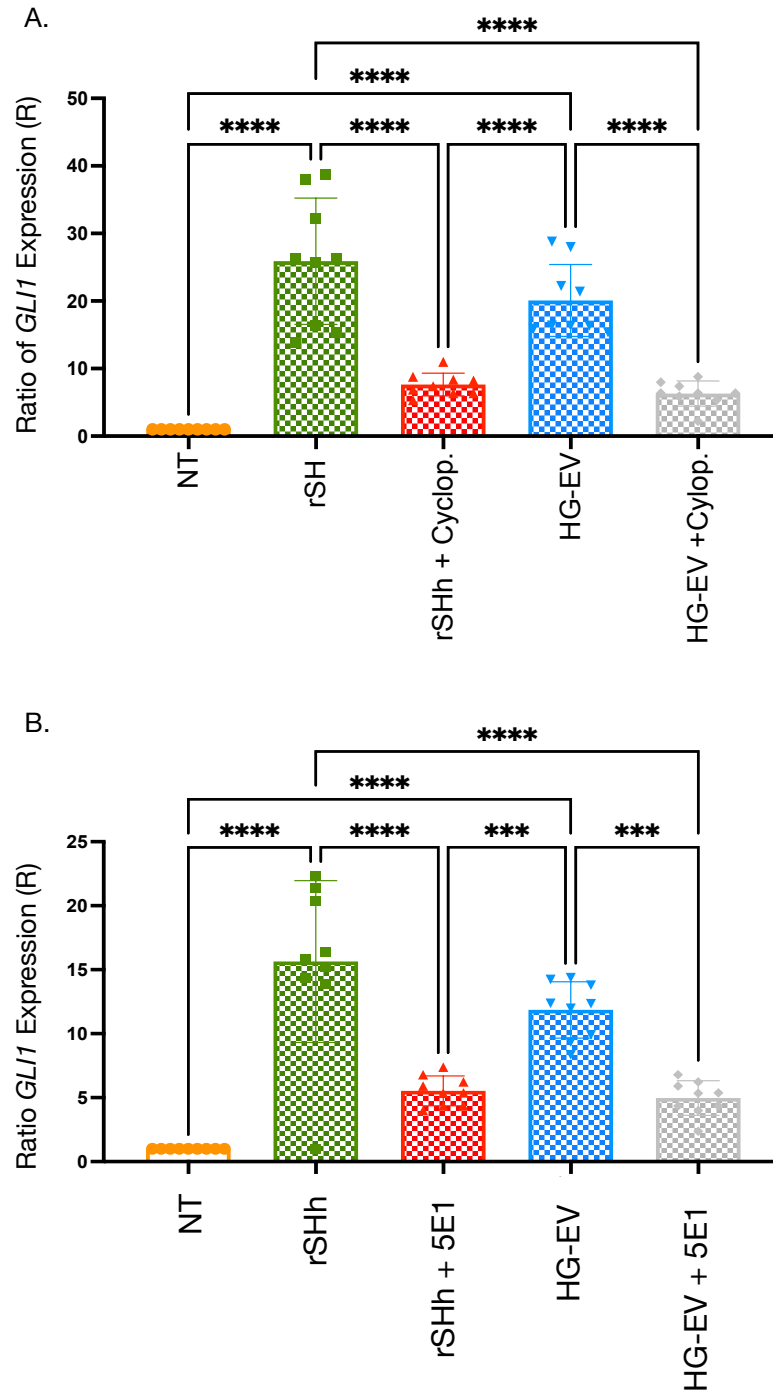 A.
****
****
**** **** **** ****
Ratio of GLI1 Expression (R)
50
40
30
20
10
0
NT
rSH
rSHh + Cyclop.
HG-EV
HG-EV +Cylop.
B.
****
****
**** **** *** ***
Ratio GLI1 Expression (R)
25
20
15
10
5
0
NT
rSHh
rSHh + 5E1
HG-EV
HG-EV + 5E1